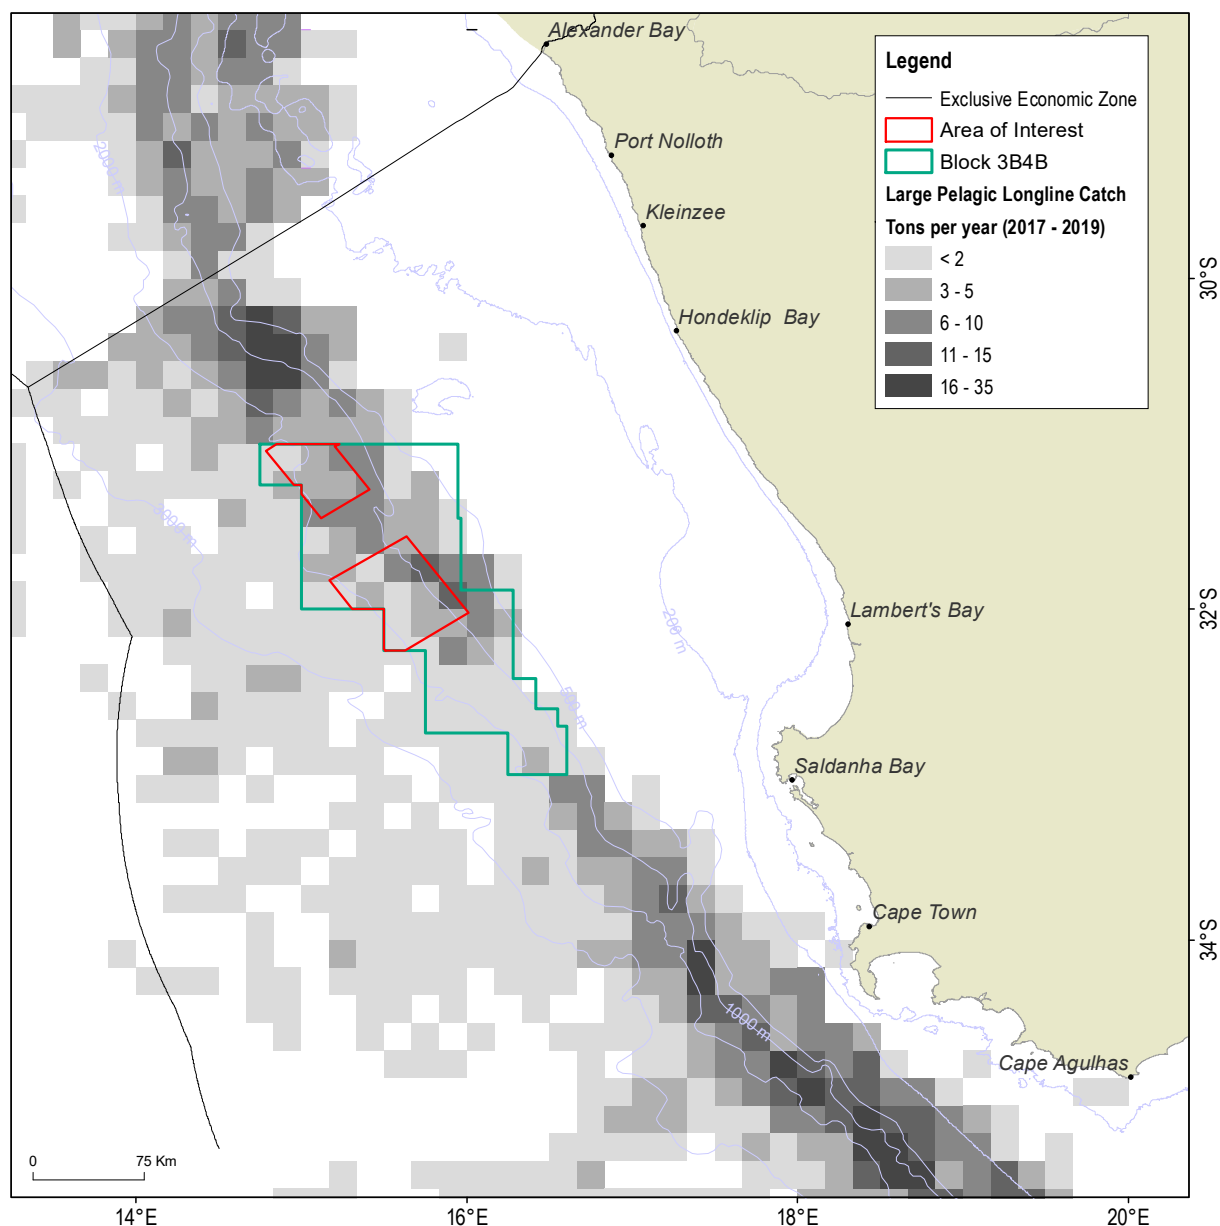 Alexander Bay
Legend
Exclusive Economic Zone
Area of Interest
Block 3B4B
Large Pelagic Longline Catch
Tons per year (2017 - 2019)
< 2
3 - 5
6 - 10
11 - 15
16 - 35
Port Nolloth
2000 m
Kleinzee
30°S
Hondeklip Bay
3000 m
Lambert's Bay
32°S
200 m
500 m
Saldanha Bay
Cape Town
34°S
1000 m
Cape Agulhas
0 75 Km
14°E 16°E 18°E 20°E